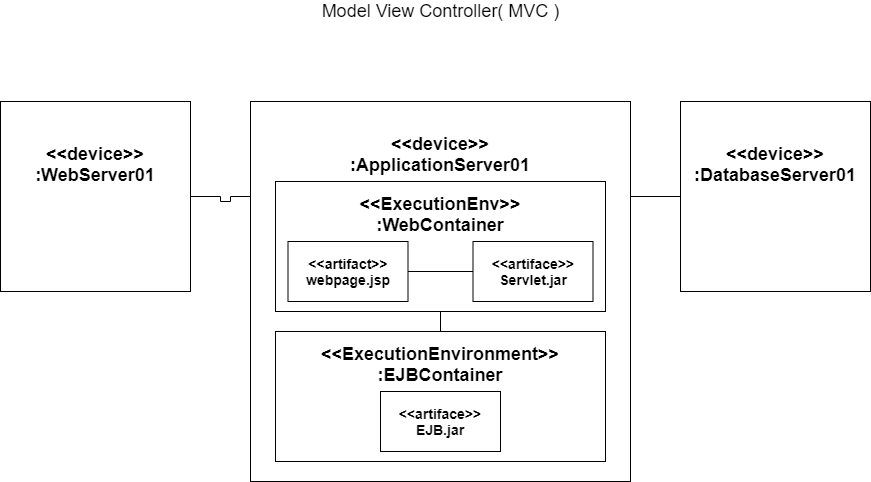 Model View Controller( MVC )
<<device>>
:WebServer01
<<device>>
:ApplicationServer01
<<ExecutionEnv>>
:WebContainer
<<artifact>>
webpage.jsp
<<artiface>>
Servlet.jar
<<ExecutionEnvironment>>
:EJBContainer
<<artiface>>
EJB.jar
<<device>>
:DatabaseServer01